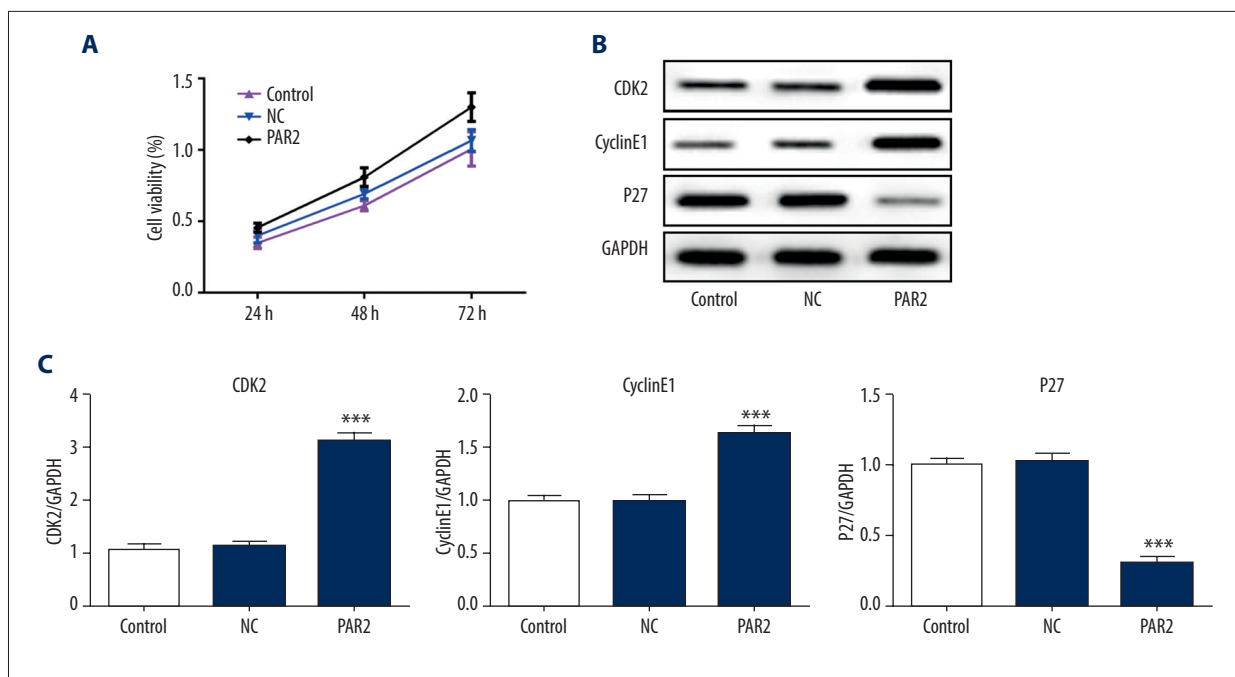 A
1.5
1.0
0.5
0.0
Cell viability (%)
Control
NC
PAR2
24 h
48 h
72 h
B
CDK2
CyclinE1
P27
GAPDH
Control NC PAR2
C
CDK2
4
3
2
1
0
CDK2/GAPDH
***
Control NC PAR2
CyclinE1
2.0
1.5
1.0
0.5
0.0
CyclinE1/GAPDH
***
Control NC PAR2
P27
1.5
1.0
0.5
0.0
P27/GAPDH
***
Control NC PAR2